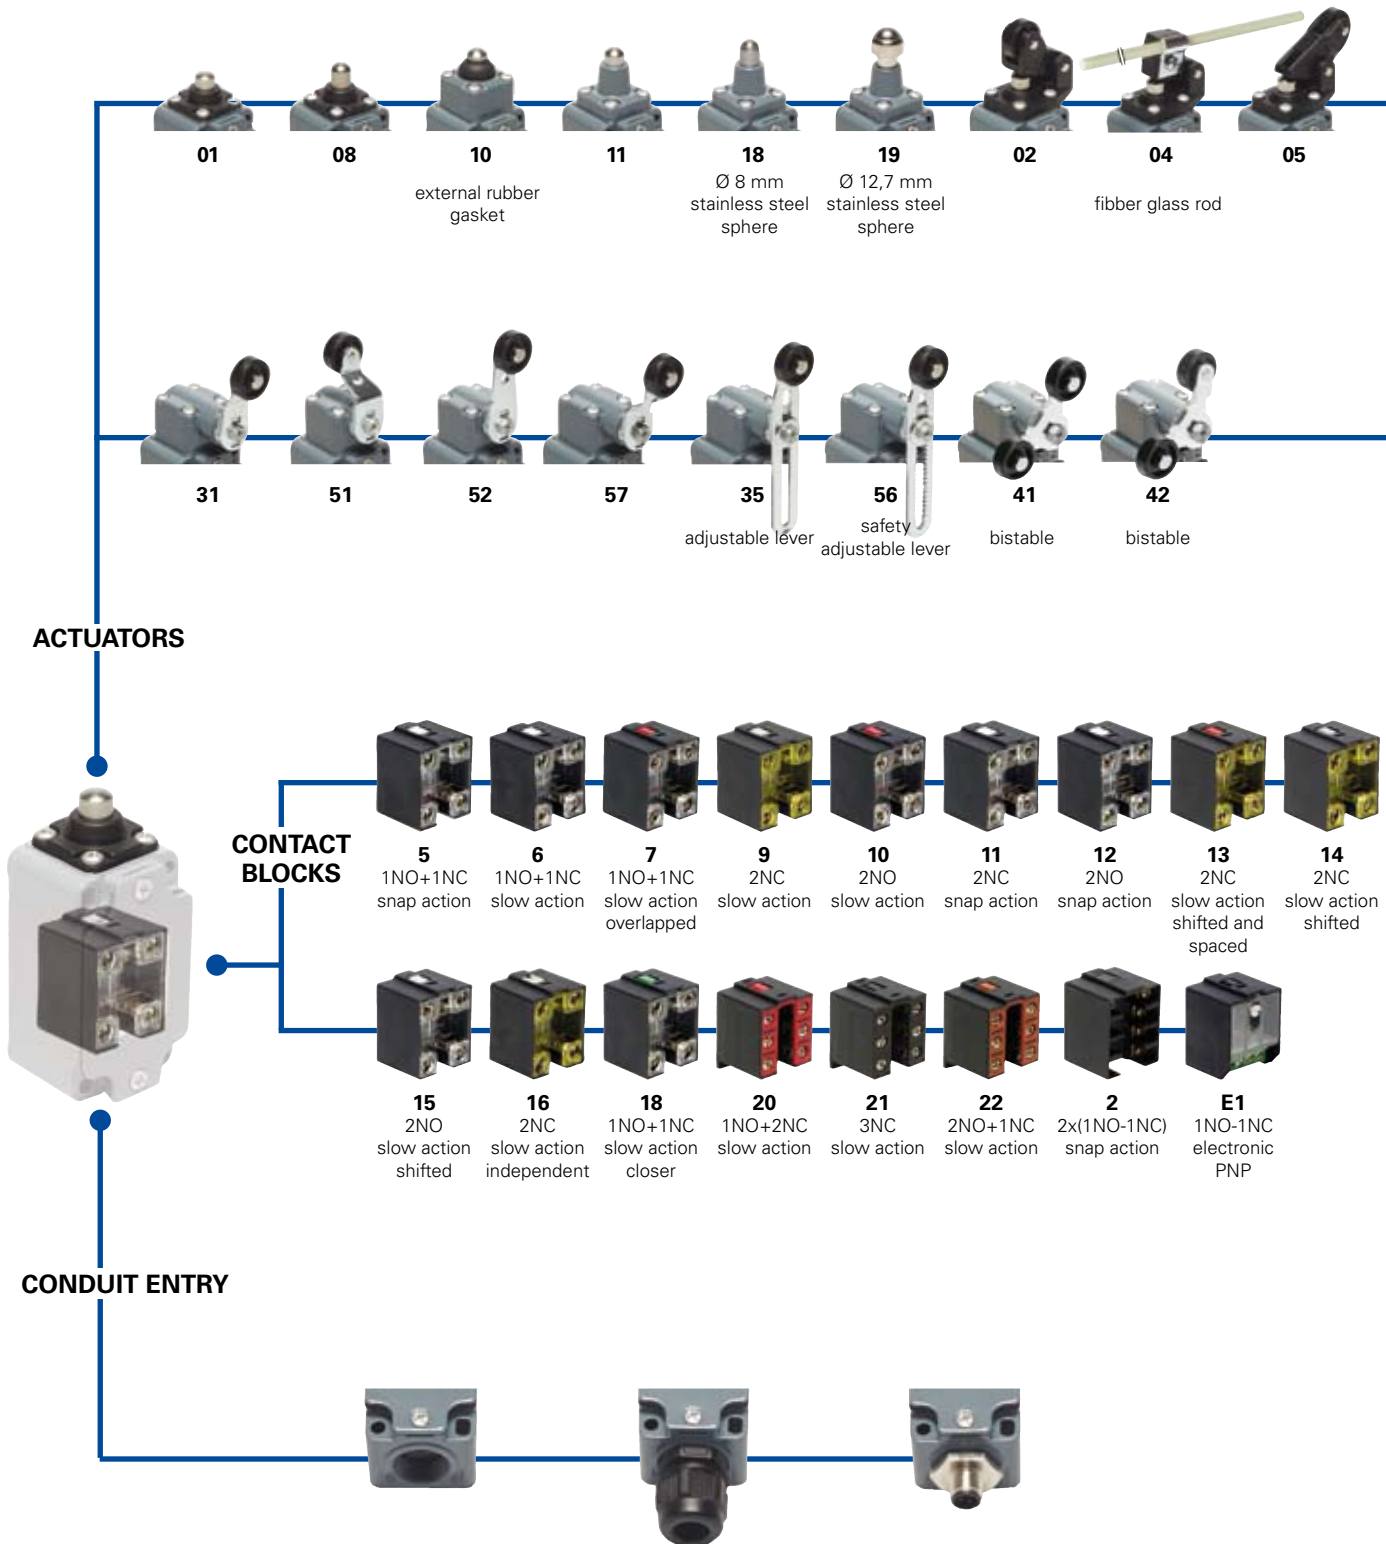 01 08 10 11 18 19 02 04 05
external rubber
gasket
Ø 8 mm
stainless steel
sphere
Ø 12,7 mm
stainless steel
sphere
fibber glass rod
31 51 52 57 35 56 41 42
adjustable lever
safety
adjustable lever
bistable
bistable
ACTUATORS
CONTACT
BLOCKS
5
1NO+1NC
snap action
6
1NO+1NC
slow action
7
1NO+1NC
slow action
overlapped
9
2NC
slow action
10
2NO
slow action
11
2NC
snap action
12
2NO
snap action
13
2NC
slow action
shifted and
spaced
14
2NC
slow action
shifted
15
2NO
slow action
shifted
16
2NC
slow action
independent
18
1NO+1NC
slow action
closer
20
1NO+2NC
slow action
21
3NC
slow action
22
2NO+1NC
slow action
2
2x(1NO-1NC)
snap action
E1
1NO-1NC
electronic
PNP
CONDUIT ENTRY